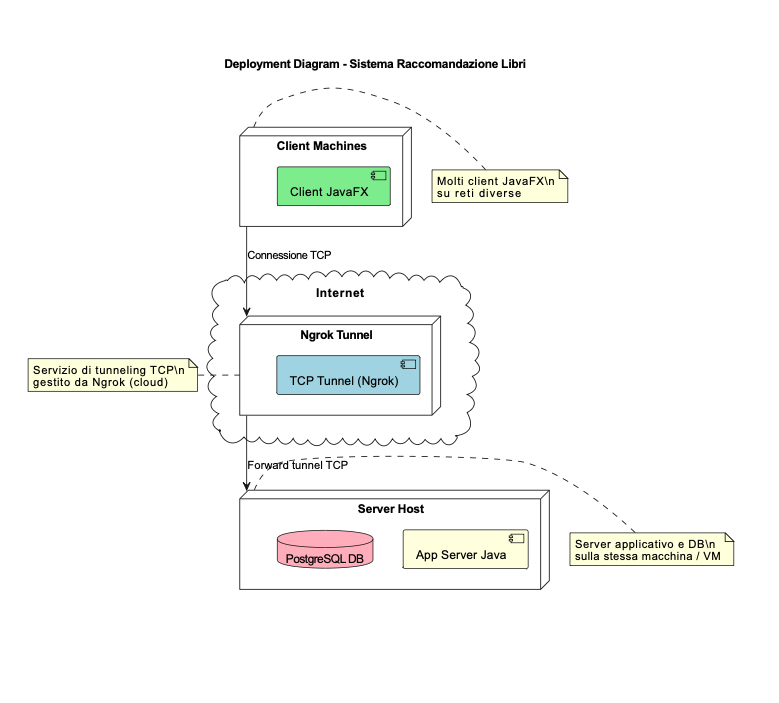 Deployment Diagram - Sistema Raccomandazione Libri
Client Machines
Client JavaFX
Molti client JavaFX\n
su reti diverse
Connessione TCP
Internet
Ngrok Tunnel
TCP Tunnel (Ngrok)
Servizio di tunneling TCP\n
gestito da Ngrok (cloud)
Forward tunnel TCP
Server Host
PostgreSQL DB
App Server Java
Server applicativo e DB\n
sulla stessa macchina / VM